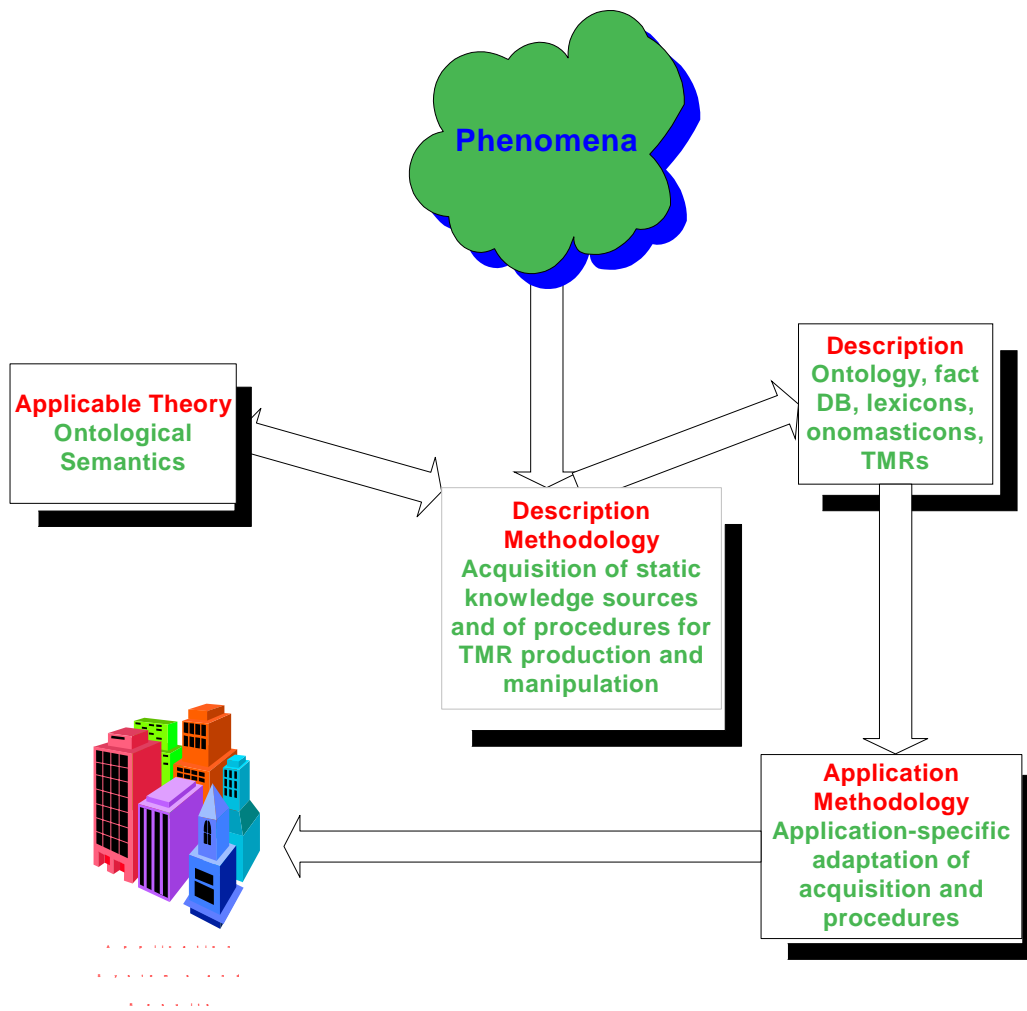 Phenomena
Applicable Theory
Ontological
Semantics
Description
Ontology, fact
DB, lexicons,
onomasticons,
TMRs
Description
Methodology
Acquisition of static
knowledge sources
and of procedures for
TMR production and
manipulation
Application
Methodology
Application-specific
adaptation of
acquisition and
procedures